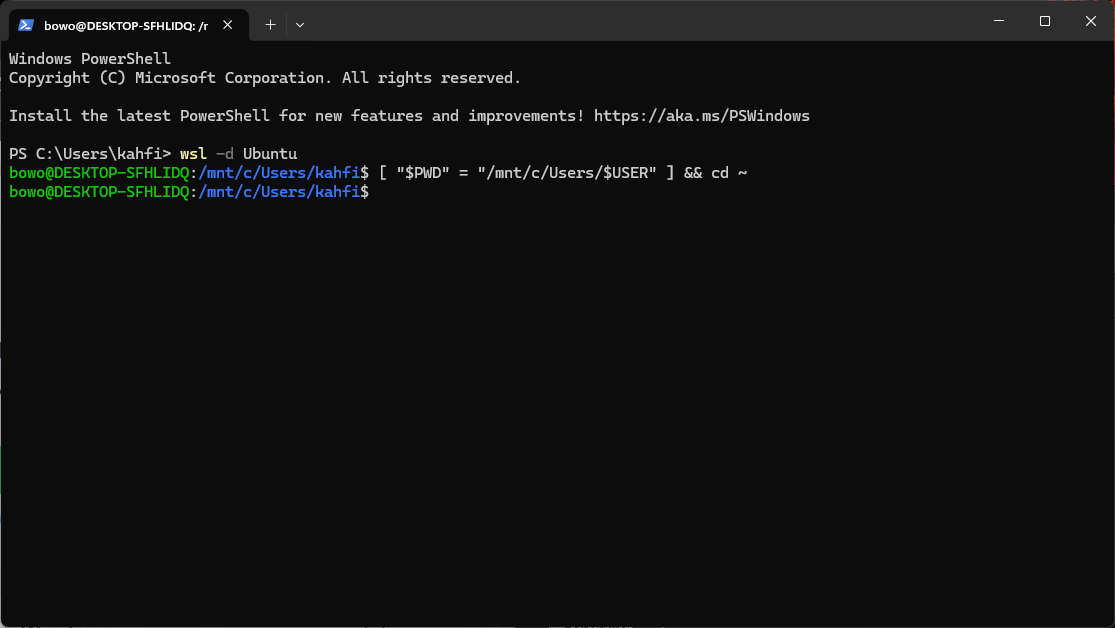 bowo@DESKTOP-SFHLIDQ: /r
Windows PowerShell
Copyright (C) Microsoft Corporation. All rights reserved.
Install the latest PowerShell for new features and improvements! https://aka.ms/PSWindows
PS C:\Users\kahfi> wsl -d Ubuntu
bowo@DESKTOP-SFHLIDQ:/mnt/c/Users/kahfi$ [ "$PWD" = "/mnt/c/Users/$USER" ] && cd ~
bowo@DESKTOP-SFHLIDQ:/mnt/c/Users/kahfi$